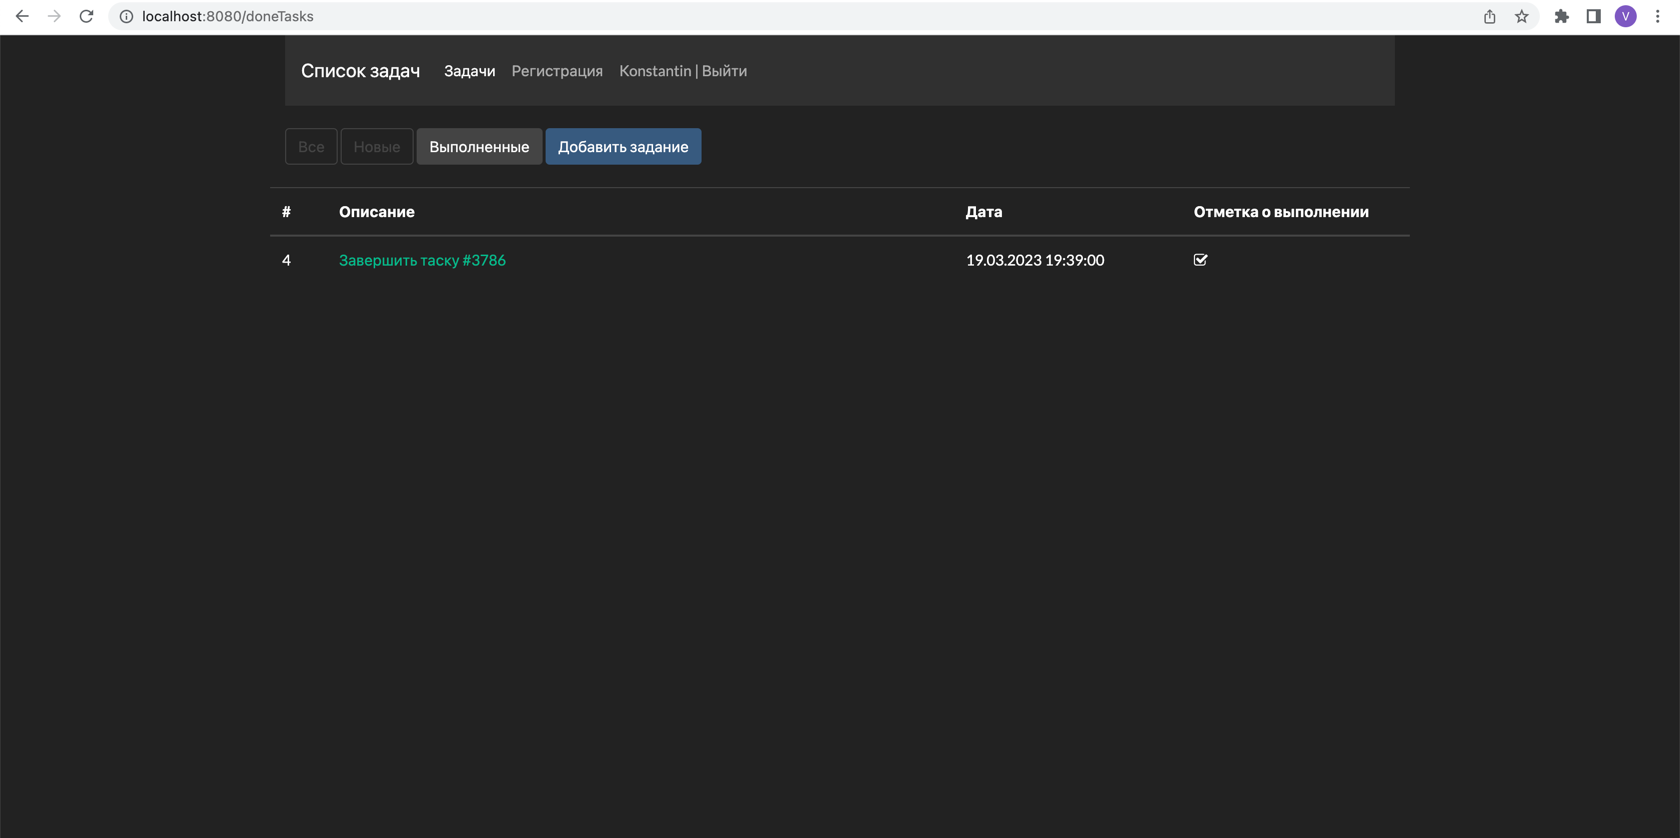 localhost:8080/doneTasks
V
Список задач Задачи Регистрация Konstantin | Выйти
Все Новые Выполненные Добавить задание
# Описание Дата Отметка о выполнении
4 Завершить таску #3786 19.03.2023 19:39:00